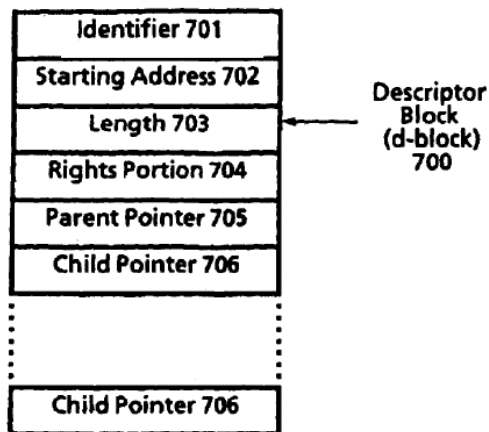 Identifier 701
Starting Address 702
Length 703
Rights Portion 704
Parent Pointer 705
Child Pointer 706
Child Pointer 706
Descriptor
Block
(d-block)
700